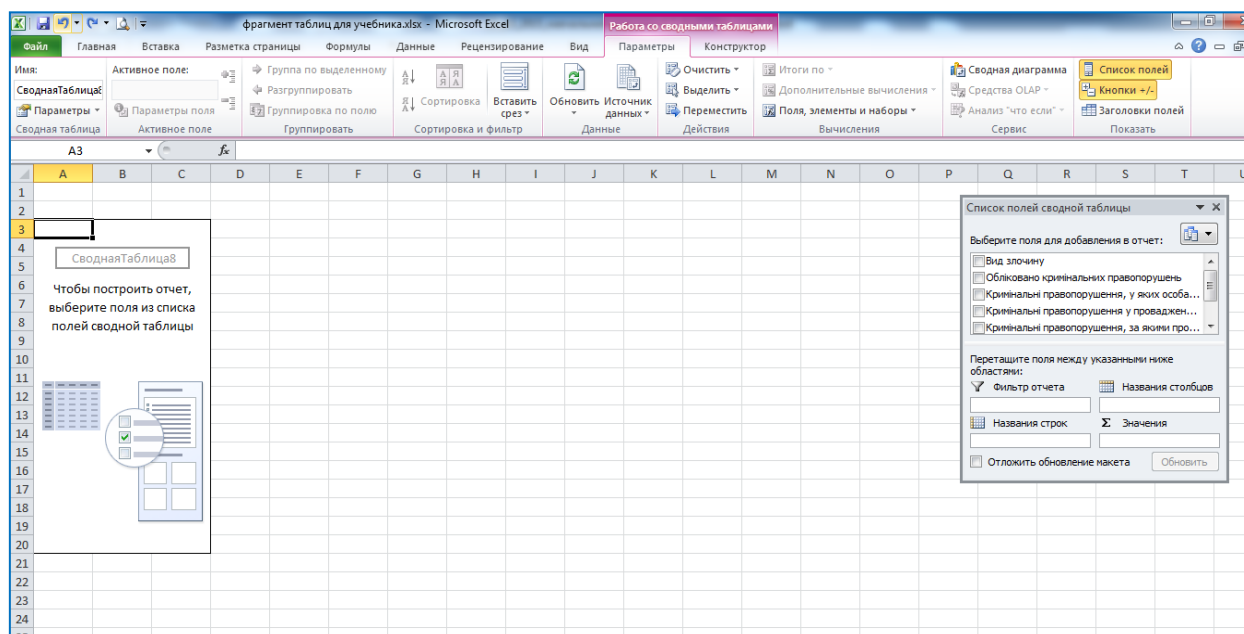 фрагмент таблиц для учебника.xlsx - Microsoft Excel
Работа со сводными таблицами
Файл Главная Вставка Разметка страницы Формулы Данные Рецензирование Вид Параметры Конструктор
Имя: Активное поле: Группа по выделенному Очистить Итоги по Сводная диаграмма Список полей
СводнаяТаблица8 Разгруппировать Сортировка Вставить срез Обновить Источник данных Выделить Дополнительные вычисления Средства OLAP Кнопки +/-
Параметры Параметры поля Группировка по полю Переместить Поля, элементы и наборы Анализ "что если" Заголовки полей
Сводная таблица Активное поле Группировать Сортировка и фильтр Данные Действия Вычисления Сервис Показать
A3 fx
A B C D E F G H I J K L M N O P Q R S T U
1
2
3
4
5
6
7
8
9
10
11
12
13
14
15
16
17
18
19
20
21
22
23
24
СводнаяТаблица8
Чтобы построить отчет,
выберите поля из списка
полей сводной таблицы
Список полей сводной таблицы
Выберите поля для добавления в отчет:
Вид злочину
Обліковано кримінальних правопорушень
Кримінальні правопорушення, у яких особа...
Кримінальні правопорушення у проваджен...
Кримінальні правопорушення, за якими про...
Перетащите поля между указанными ниже
областями:
Фильтр отчета Названия столбцов
Названия строк Σ Значения
Отложить обновление макета Обновить